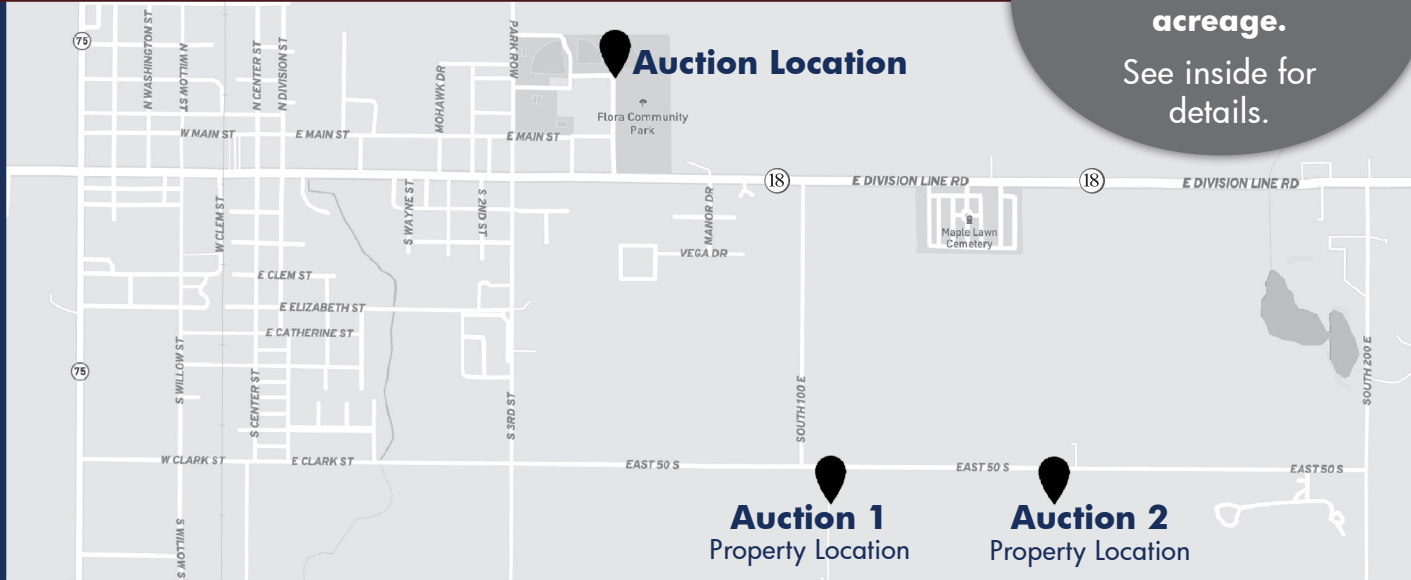 acreage.
See inside for
details.
75
N WASHINGTON ST
N WILLOW ST
N CENTER ST
N DIVISION ST
MOHAWK DR
PARK ROW
Auction Location
Flora Community
Park
W MAIN ST
E MAIN ST
E MAIN ST
18
E DIVISION LINE RD
18
E DIVISION LINE RD
W CLEM ST
S WAYNE ST
S 2ND ST
MANOR DR
VEGA DR
Maple Lawn
Cemetery
E CLEM ST
E ELIZABETH ST
E CATHERINE ST
75
S WILLOW ST
S CENTER ST
S 3RD ST
SOUTH 100 E
SOUTH 200 E
W CLARK ST
E CLARK ST
EAST 50 S
EAST 50 S
EAST 50 S
S WILLOW S
Auction 1
Property Location
Auction 2
Property Location